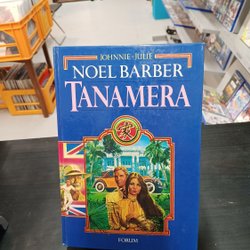 JOHNNIE · JULIE
NOEL BARBER
TANAMERA
FORUM